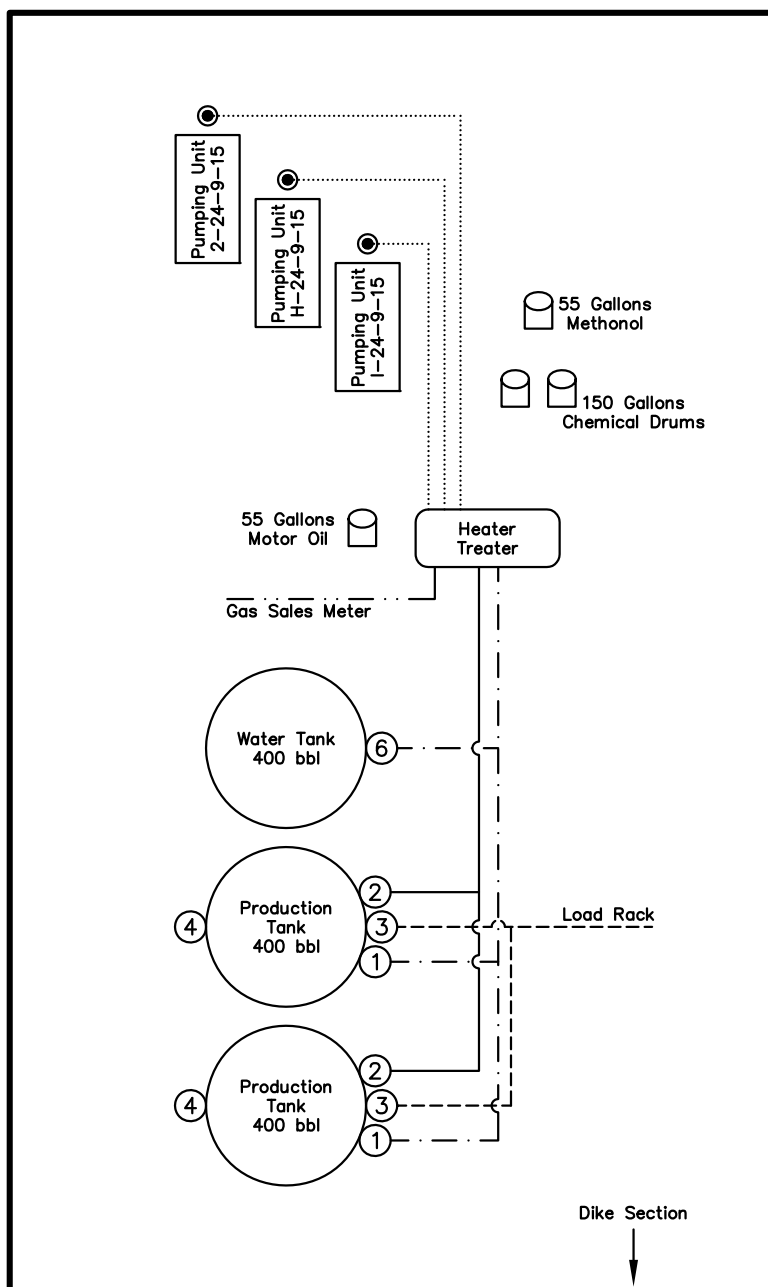 Pumping Unit
2-24-9-15
Pumping Unit
H-24-9-15
Pumping Unit
I-24-9-15
55 Gallons
Methonol
150 Gallons
Chemical Drums
55 Gallons
Motor Oil
Heater
Treater
Gas Sales Meter
Water Tank
400 bbl
6
2
Production
Tank
400 bbl
4
3
Load Rack
1
2
Production
Tank
400 bbl
4
3
1
Dike Section